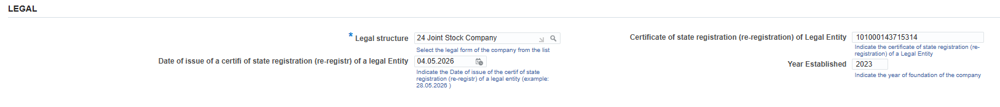 LEGAL
* Legal structure
24 Joint Stock Company
Select the legal form of the company from the list
Date of issue of a certifi of state registration (re-registr) of a legal Entity
04.05.2026
Indicate the Date of issue of the certif of state
registration (re-registr) of a legal entity (example:
28.05.2026 )
Certificate of state registration (re-registration) of Legal Entity
101000143715314
Indicate the certificate of state registration (re-
registration) of a Legal Entity
Year Established
2023
Indicate the year of foundation of the company